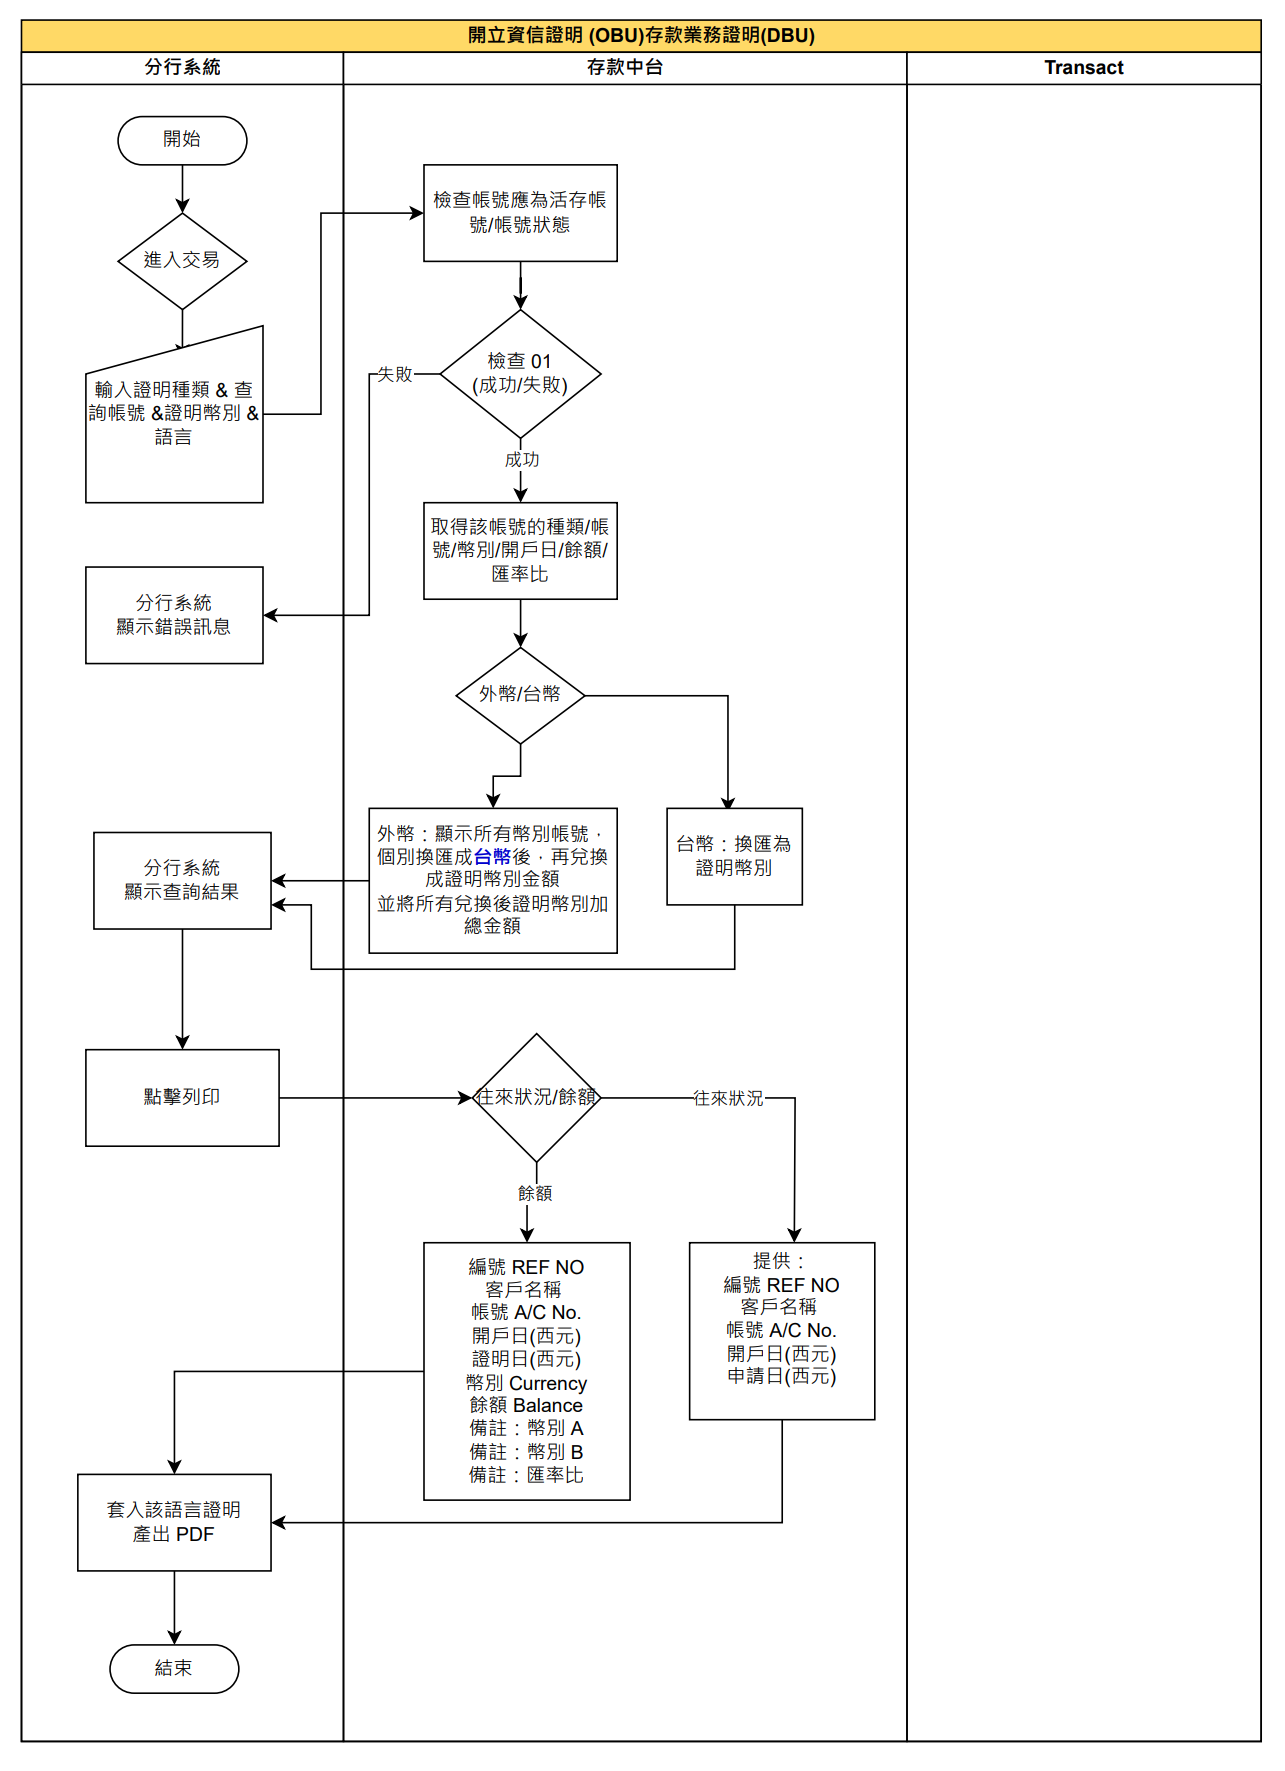 開立資信證明 (OBU)存款業務證明(DBU)
分行系統
存款中台
Transact
開始
進入交易
輸入證明種類 & 查
詢帳號 &證明幣別 &
語言
檢查帳號應為活存帳
號/帳號狀態
檢查 01
(成功/失敗)
失敗
成功
取得該帳號的種類/帳
號/幣別/開戶日/餘額/
匯率比
分行系統
顯示錯誤訊息
外幣/台幣
外幣：顯示所有幣別帳號，
個別換匯成台幣後，再兌換
成證明幣別金額
並將所有兌換後證明幣別加
總金額
台幣：換匯為
證明幣別
分行系統
顯示查詢結果
點擊列印
往來狀況/餘額
往來狀況
餘額
編號 REF NO
客戶名稱
帳號 A/C No.
開戶日(西元)
證明日(西元)
幣別 Currency
餘額 Balance
備註：幣別 A
備註：幣別 B
備註：匯率比
提供：
編號 REF NO
客戶名稱
帳號 A/C No.
開戶日(西元)
申請日(西元)
套入該語言證明
產出 PDF
結束